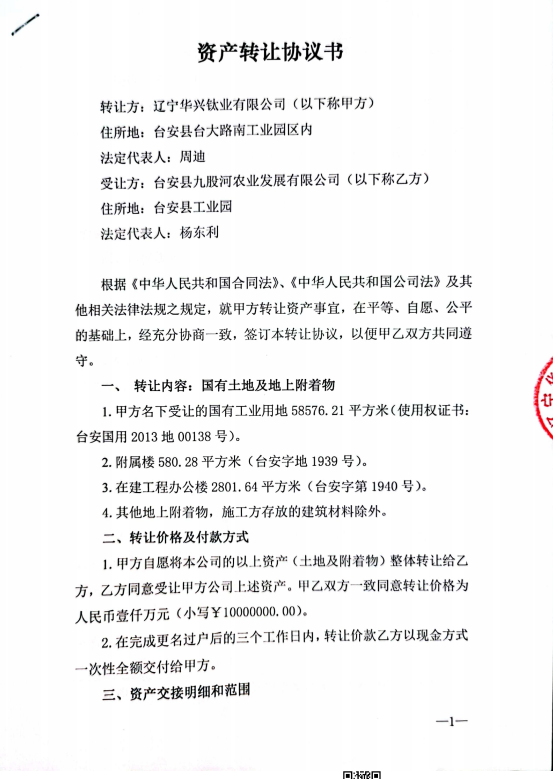 资产转让协议书
转让方：辽宁华兴钛业有限公司（以下称甲方）
住所地：台安县台大路南工业园区内
法定代表人：周迪
受让方：台安县九股河农业发展有限公司（以下称乙方）
住所地：台安县工业园
法定代表人：杨东利
根据《中华人民共和国合同法》、《中华人民共和国公司法》及其
他相关法律法规之规定，就甲方转让资产事宜，在平等、自愿、公平
的基础上，经充分协商一致，签订本转让协议，以便甲乙双方共同遵
守。
一、 转让内容：国有土地及地上附着物
1.甲方名下受让的国有工业用地 58576.21 平方米（使用权证书：
台安国用 2013 地 00138 号）。
2.附属楼 580.28 平方米（台安字地 1939 号）。
3.在建工程办公楼 2801.64 平方米（台安字第 1940 号）。
4.其他地上附着物，施工方存放的建筑材料除外。
二、转让价格及付款方式
1.甲方自愿将本公司的以上资产（土地及附着物）整体转让给乙
方，乙方同意受让甲方公司上述资产。甲乙双方一致同意转让价格为
人民币壹仟万元（小写￥10000000.00）。
2.在完成更名过户后的三个工作日内，转让价款乙方以现金方式
一次性全额交付给甲方。
三、资产交接明细和范围
—1—